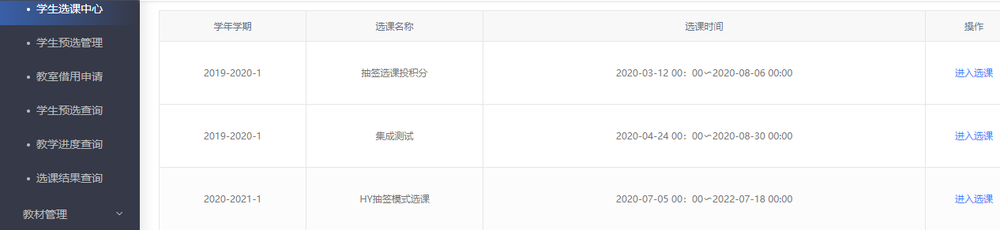 学生选课中心
学生预选管理
教室借用申请
学生预选查询
教学进度查询
选课结果查询
教材管理
学年学期 选课名称 选课时间 操作
2019-2020-1 抽签选课投积分 2020-03-12 00：00~2020-08-06 00:00 进入选课
2019-2020-1 集成测试 2020-04-24 00：00~2020-08-30 00:00 进入选课
2020-2021-1 HY抽签模式选课 2020-07-05 00：00~2022-07-18 00:00 进入选课